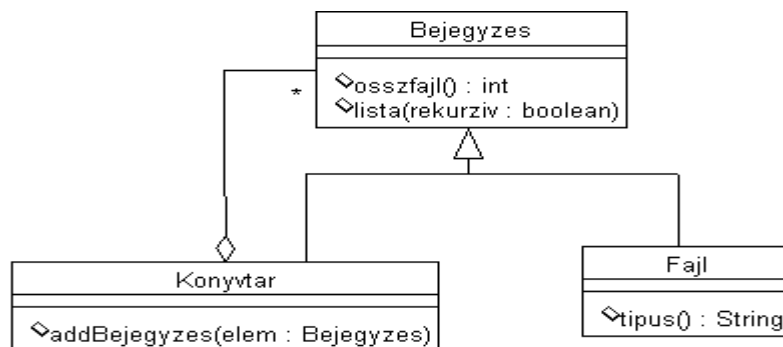 Bejegyzes
osszfajl() : int
lista(rekurziv : boolean)
*
Konyvtar
addBejegyzes(elem : Bejegyzes)
Fajl
tipus() : String